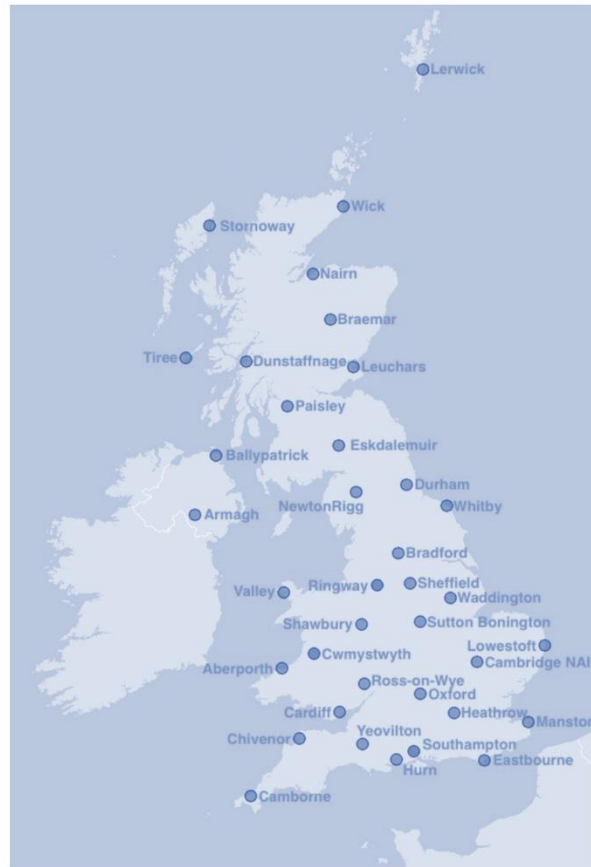 Lerwick
Wick
Stornoway
Nairn
Braemar
Tiree
Dunstaffnage
Leuchars
Paisley
Eskdalemuir
Ballypatrick
Durham
NewtonRigg
Whitby
Armagh
Bradford
Valley
Ringway
Sheffield
Waddington
Shawbury
Sutton Bonington
Lowestoft
Cwmystwyth
Cambridge NAI
Aberporth
Ross-on-Wye
Oxford
Cardiff
Heathrow
Manston
Chivenor
Yeovilton
Southampton
Hurn
Eastbourne
Camborne